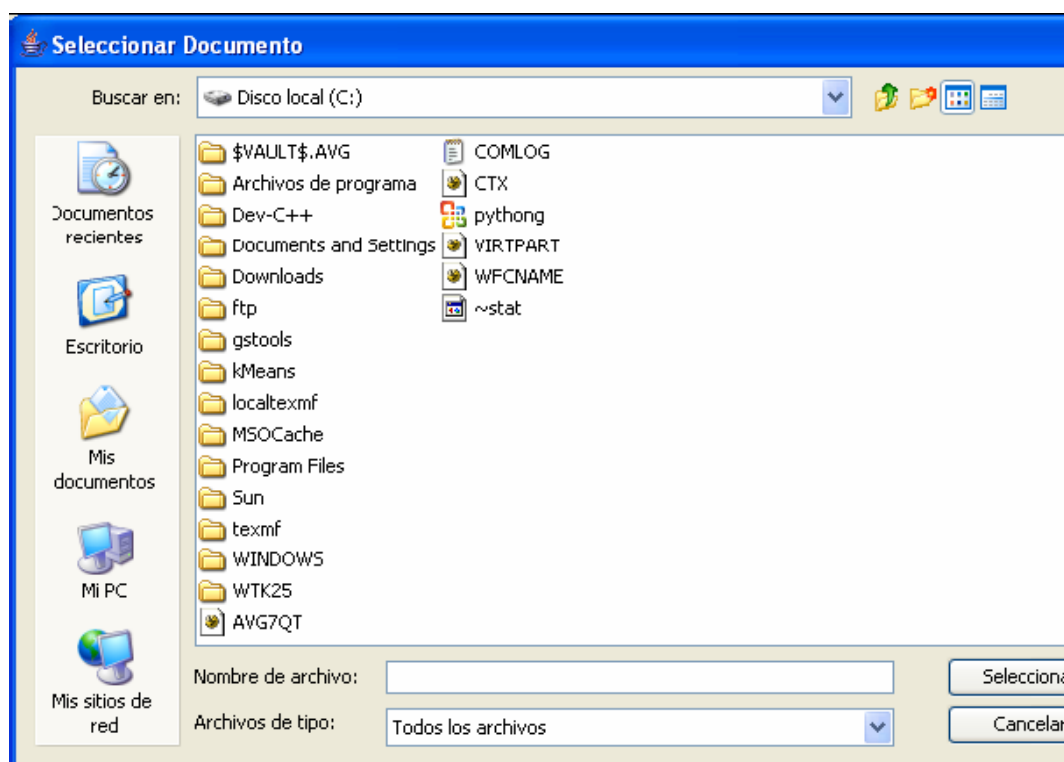 Seleccionar Documento
Buscar en:
Disco local (C:)
Documentos
recientes
Escritorio
Mis
documentos
Mi PC
Mis sitios de
red
$VAULT$.AVG
Archivos de programa
Dev-C++
Documents and Settings
Downloads
ftp
gstools
kMeans
localtexmf
MSOCache
Program Files
Sun
texmf
WINDOWS
WTK25
AVG7QT
COMLOG
CTX
pythong
VIRTPART
WFCNAME
~stat
Nombre de archivo:
Selecciona
Archivos de tipo:
Todos los archivos
Cancelar